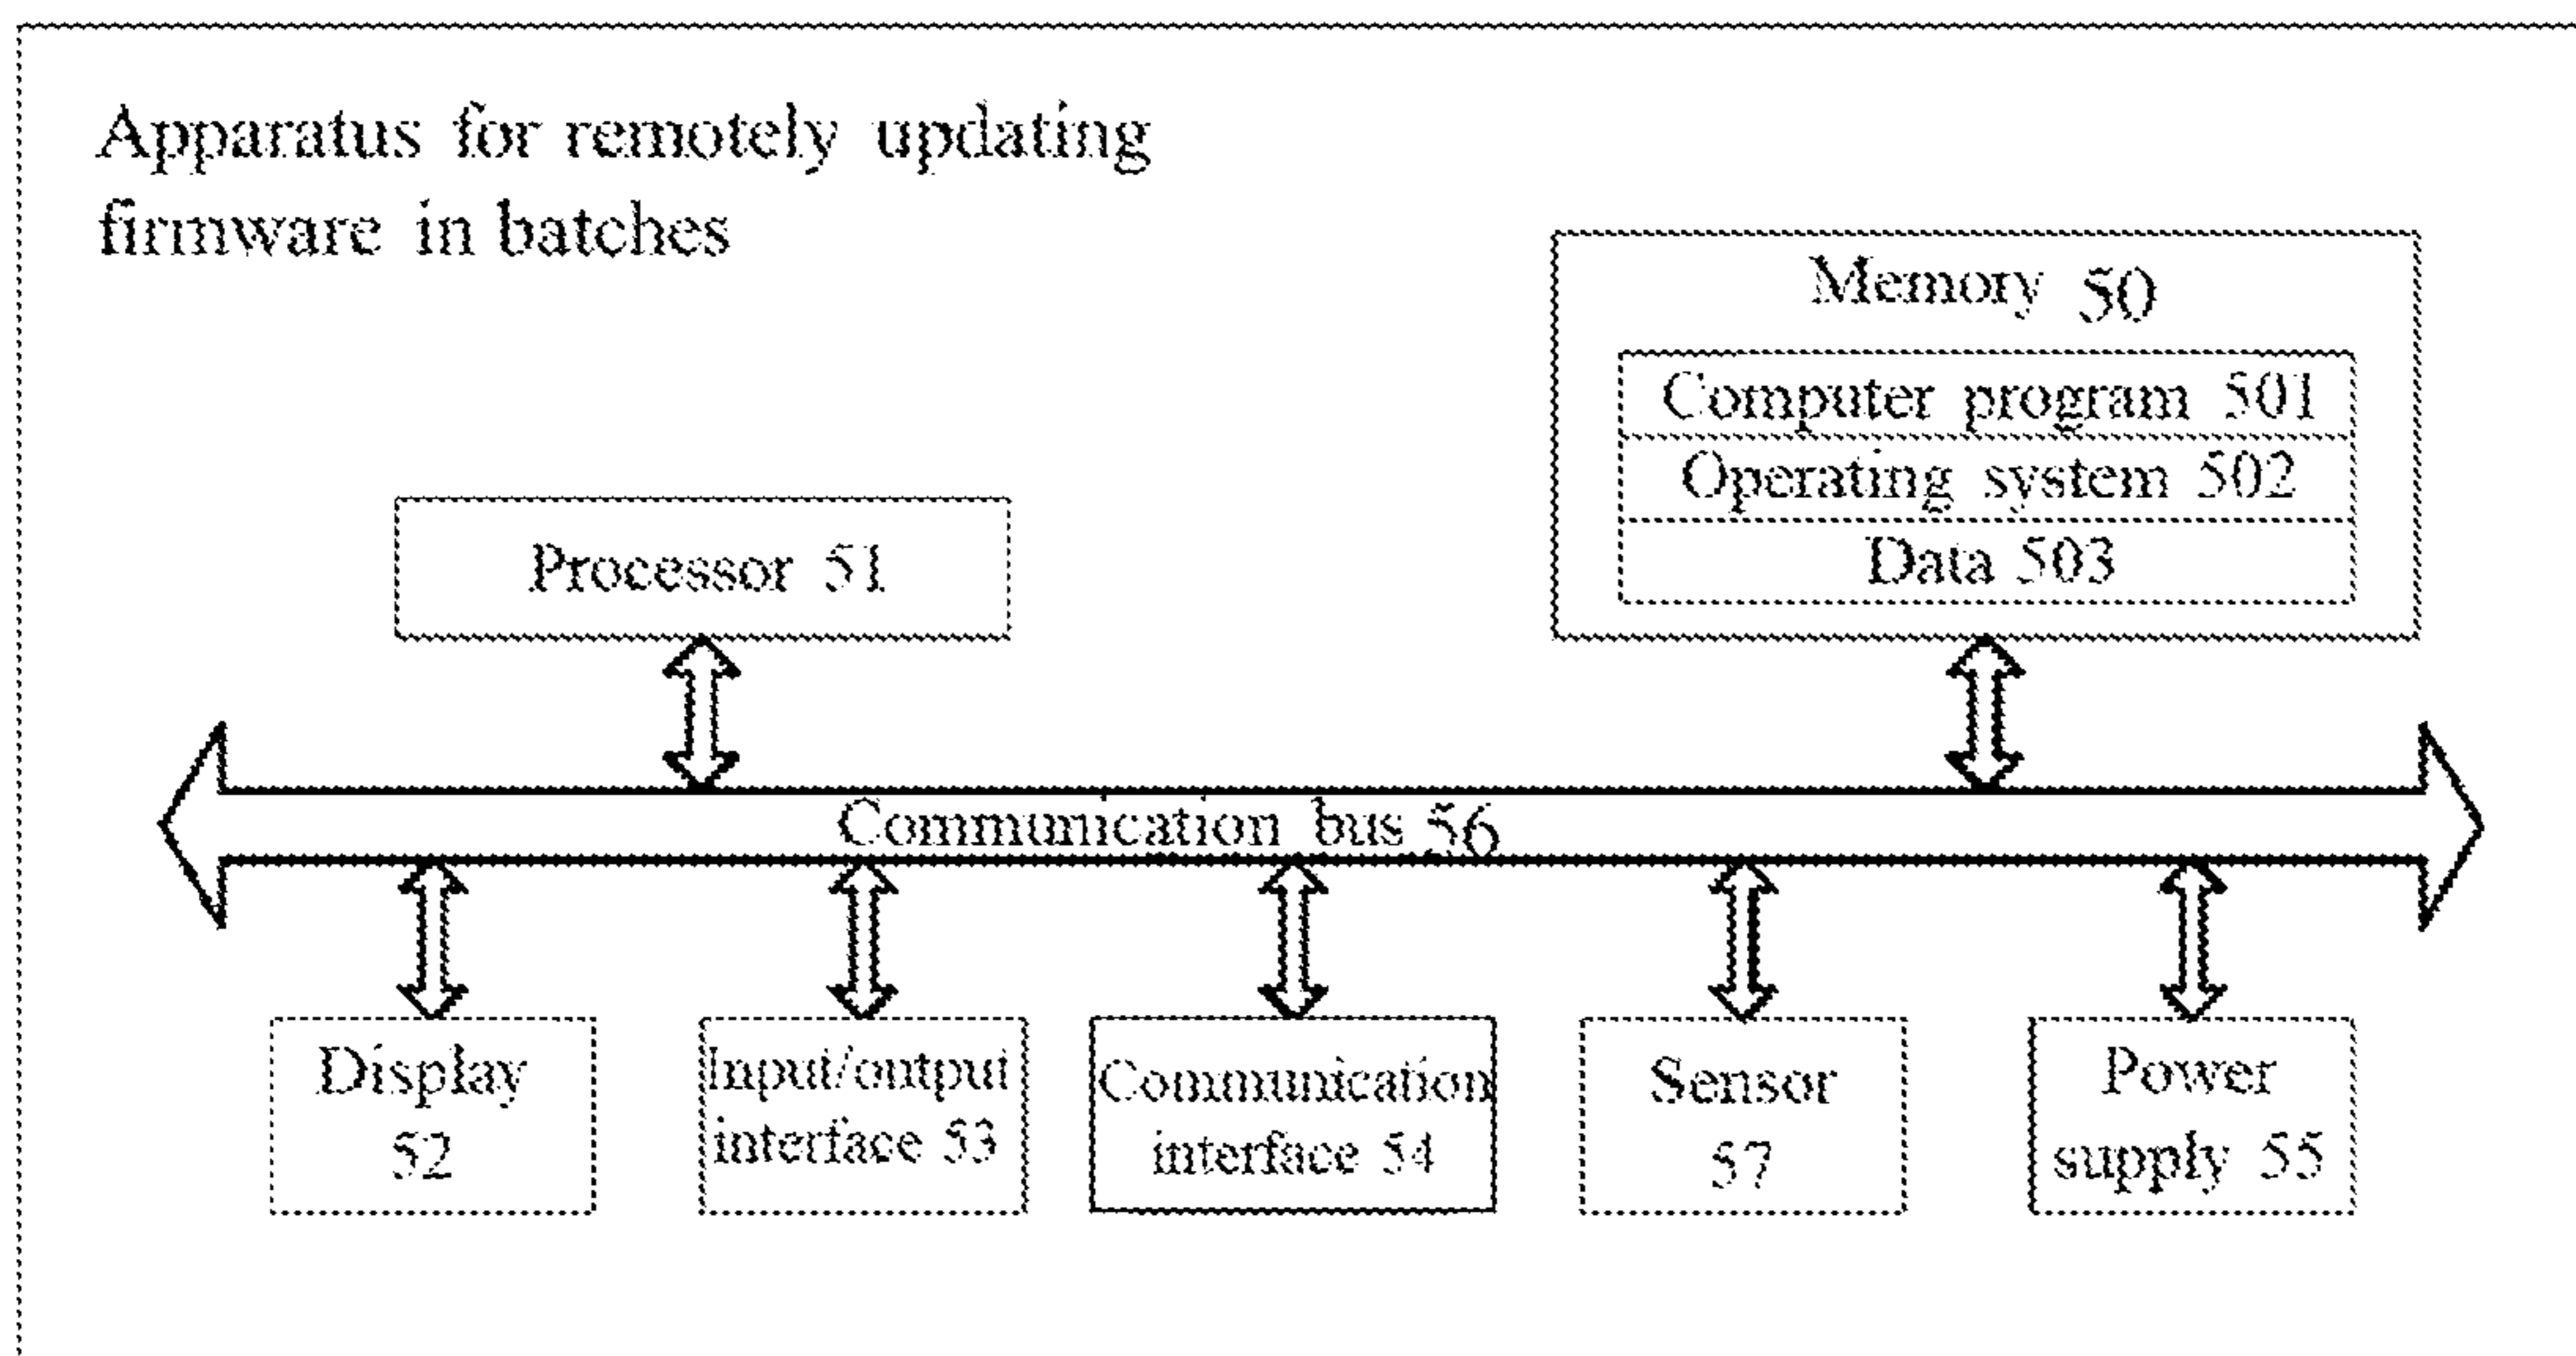 Apparatus for remotely updating
firmware in batches
Memory 50
Computer program 501
Operating system 502
Data 503
Processor 51
Communication bus 56
Display
52
Input/output
interface 53
Communication
interface 54
Sensor
57
Power
supply 55